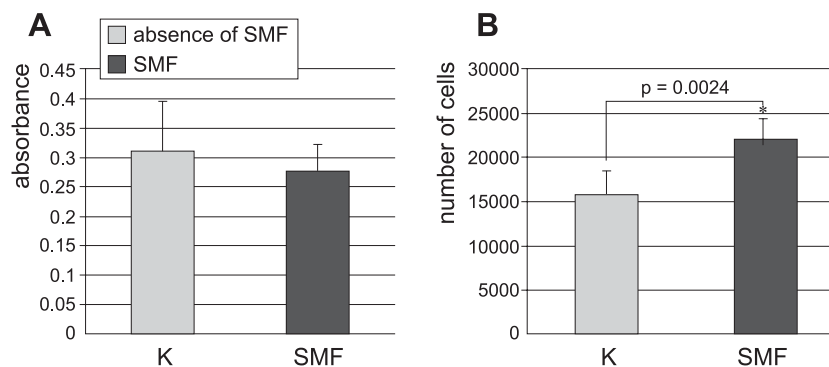 A
absence of SMF
SMF
absorbance
0.45
0.4
0.35
0.3
0.25
0.2
0.15
0.1
0.05
0
K
SMF
B
number of cells
30000
25000
20000
15000
10000
5000
0
p = 0.0024
*
K
SMF